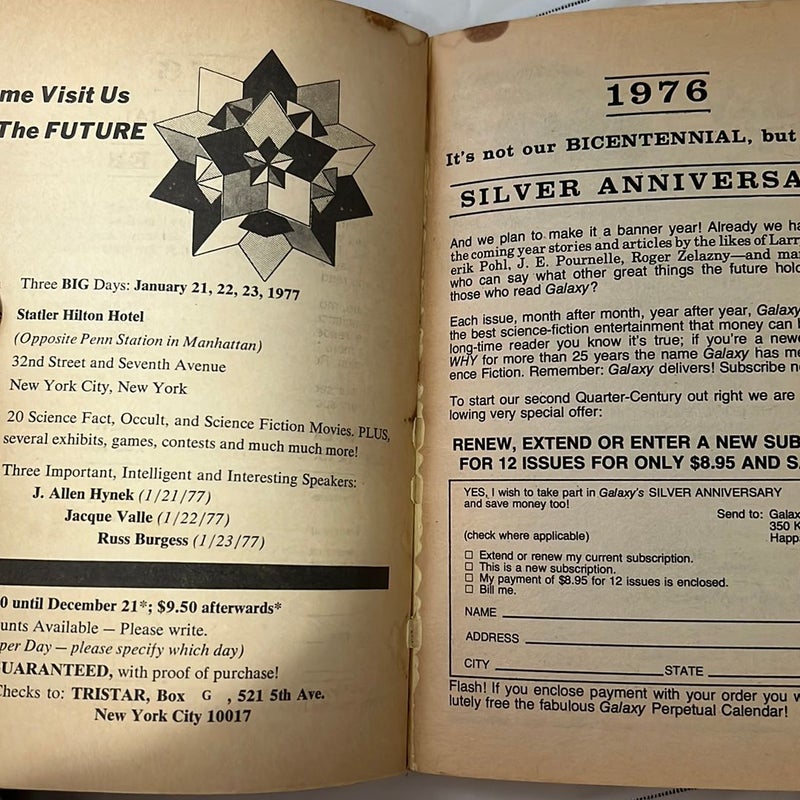 me Visit Us
The FUTURE
Three BIG Days: January 21, 22, 23, 1977
Statler Hilton Hotel
(Opposite Penn Station in Manhattan)
32nd Street and Seventh Avenue
New York City, New York
20 Science Fact, Occult, and Science Fiction Movies. PLUS,
several exhibits, games, contests and much much more!
Three Important, Intelligent and Interesting Speakers:
J. Allen Hynek (1/21/77)
Jacque Valle (1/22/77)
Russ Burgess (1/23/77)
0 until December 21*; $9.50 afterwards*
unts Available — Please write.
per Day — please specify which day)
UARANTEED, with proof of purchase!
Checks to: TRISTAR, Box G , 521 5th Ave.
New York City 10017
1976
It's not our BICENTENNIAL, but
SILVER ANNIVERSA
And we plan to make it a banner year! Already we ha
the coming year stories and articles by the likes of Larr
erik Pohl, J. E. Pournelle, Roger Zelazny—and ma
who can say what other great things the future hol
those who read Galaxy?
Each issue, month after month, year after year, Galaxy
the best science-fiction entertainment that money can
long-time reader you know it's true; if you're a new
WHY for more than 25 years the name Galaxy has me
ence Fiction. Remember: Galaxy delivers! Subscribe n
To start our second Quarter-Century out right we are
lowing very special offer:
RENEW, EXTEND OR ENTER A NEW SUB
FOR 12 ISSUES FOR ONLY $8.95 AND S
YES, I wish to take part in Galaxy's SILVER ANNIVERSARY
and save money too!
Send to: Galax
350 K
(check where applicable)
Happ
Extend or renew my current subscription.
This is a new subscription.
My payment of $8.95 for 12 issues is enclosed.
Bill me.
NAME
ADDRESS
CITY STATE
Flash! If you enclose payment with your order you w
lutely free the fabulous Galaxy Perpetual Calendar!